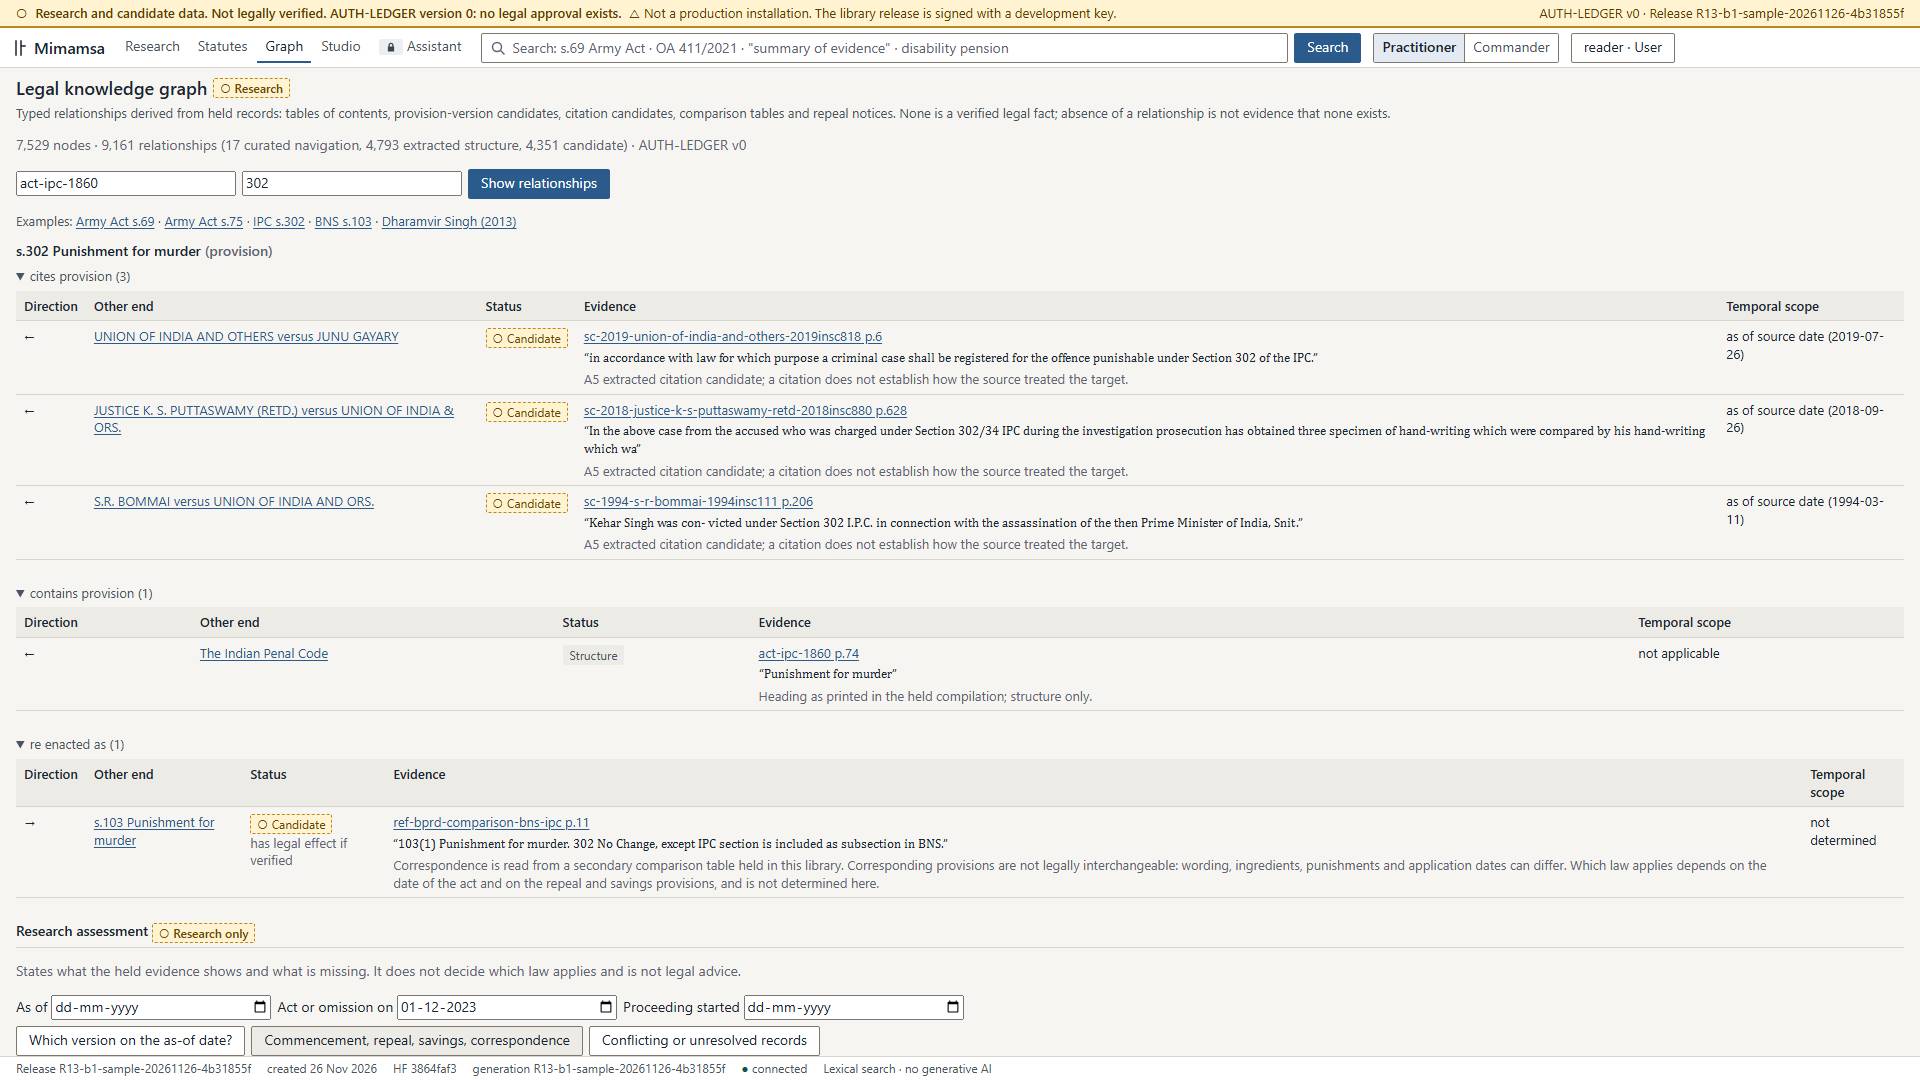 Research and candidate data. Not legally verified. AUTH-LEDGER version 0: no legal approval exists. ⚠ Not a production installation. The library release is signed with a development key. AUTH-LEDGER v0 · Release R13-b1-sample-20261126-4b31855f
Mimamsa Research Statutes Graph Studio Assistant Search: s.69 Army Act · OA 411/2021 · "summary of evidence" · disability pension Search Practitioner Commander reader · User
Legal knowledge graph Research
Typed relationships derived from held records: tables of contents, provision-version candidates, citation candidates, comparison tables and repeal notices. None is a verified legal fact; absence of a relationship is not evidence that none exists.
7,529 nodes · 9,161 relationships (17 curated navigation, 4,793 extracted structure, 4,351 candidate) · AUTH-LEDGER v0
act-ipc-1860 302 Show relationships
Examples: Army Act s.69 · Army Act s.75 · IPC s.302 · BNS s.103 · Dharamvir Singh (2013)
s.302 Punishment for murder (provision)
▼ cites provision (3)
Direction Other end Status Evidence Temporal scope
← UNION OF INDIA AND OTHERS versus JUNU GAYARY Candidate sc-2019-union-of-india-and-others-2019insc818 p.6 as of source date (2019-07-
“in accordance with law for which purpose a criminal case shall be registered for the offence punishable under Section 302 of the IPC.” 26)
A5 extracted citation candidate; a citation does not establish how the source treated the target.
← JUSTICE K. S. PUTTASWAMY (RETD.) versus UNION OF INDIA & Candidate sc-2018-justice-k-s-puttaswamy-retd-2018insc880 p.628 as of source date (2018-09-
ORS. “In the above case from the accused who was charged under Section 302/34 IPC during the investigation prosecution has obtained three specimen of hand-writing which were compared by his hand-writing 26)
which wa”
A5 extracted citation candidate; a citation does not establish how the source treated the target.
← S.R. BOMMAI versus UNION OF INDIA AND ORS. Candidate sc-1994-s-r-bommai-1994insc111 p.206 as of source date (1994-03-
“Kehar Singh was con- victed under Section 302 I.P.C. in connection with the assassination of the then Prime Minister of India, Snit.” 11)
A5 extracted citation candidate; a citation does not establish how the source treated the target.
▼ contains provision (1)
Direction Other end Status Evidence Temporal scope
← The Indian Penal Code Structure act-ipc-1860 p.74 not applicable
“Punishment for murder”
Heading as printed in the held compilation; structure only.
▼ re enacted as (1)
Direction Other end Status Evidence Temporal
scope
→ s.103 Punishment for Candidate ref-bprd-comparison-bns-ipc p.11 not
murder has legal effect if “103(1) Punishment for murder. 302 No Change, except IPC section is included as subsection in BNS.” determined
verified Correspondence is read from a secondary comparison table held in this library. Corresponding provisions are not legally interchangeable: wording, ingredients, punishments and application dates can differ. Which law applies depends on the
date of the act and on the repeal and savings provisions, and is not determined here.
Research assessment Research only
States what the held evidence shows and what is missing. It does not decide which law applies and is not legal advice.
As of dd-mm-yyyy Act or omission on 01-12-2023 Proceeding started dd-mm-yyyy
Which version on the as-of date? Commencement, repeal, savings, correspondence Conflicting or unresolved records
Release R13-b1-sample-20261126-4b31855f created 26 Nov 2026 HF 3864faf3 generation R13-b1-sample-20261126-4b31855f ● connected Lexical search · no generative AI